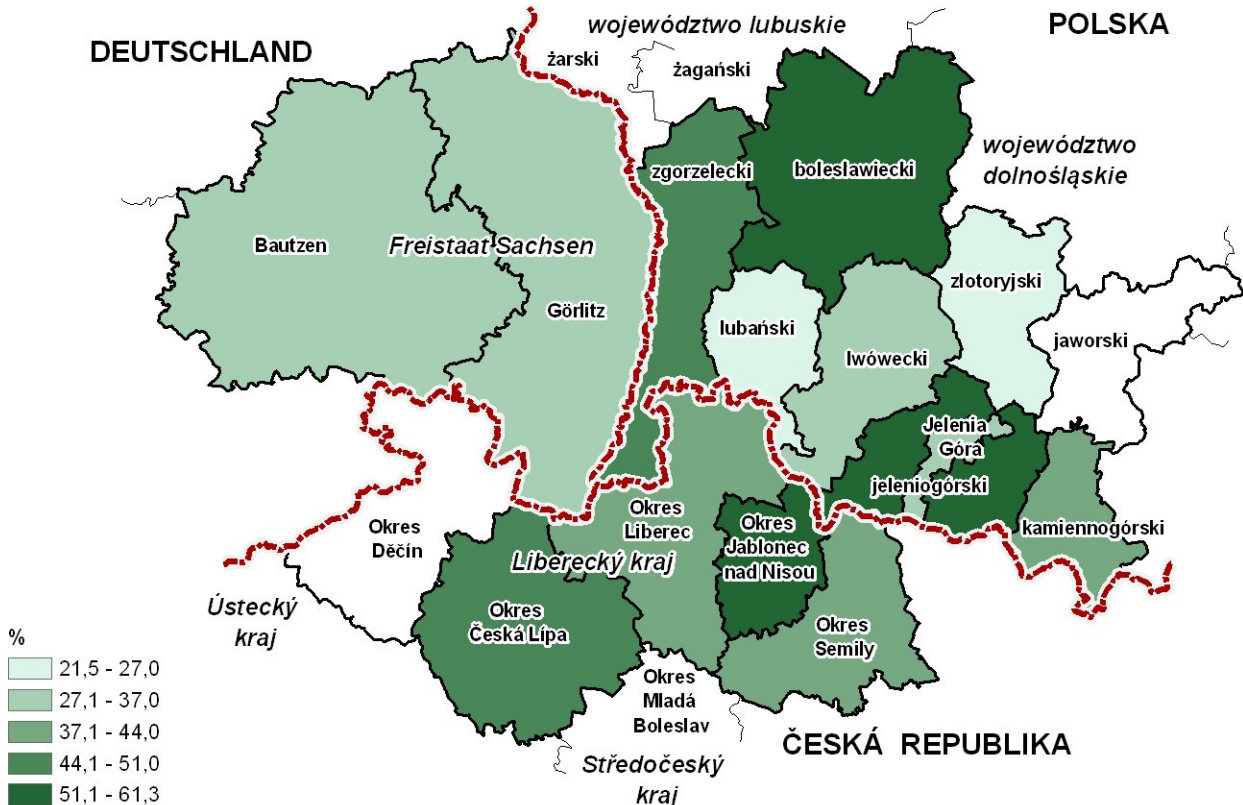 DEUTSCHLAND
województwo lubuskie
POLSKA
żarski
żagański
zgorzelecki
boleslawiecki
województwo
dolnośląskie
Bautzen
Freistaat Sachsen
Görlitz
lubański
lwówecki
zlotoryjski
jaworski
Jelenia
Góra
jeleniogórski
kamiennogórski
Okres
Děčín
Okres
Liberec
Okres
Jablonec
nad Nisou
Liberecký kraj
Ústecký
kraj
Okres
Česká Lípa
Okres
Semily
Okres
Mladá
Boleslav
Středočeský
kraj
ČESKÁ REPUBLIKA
%
21,5 - 27,0
27,1 - 37,0
37,1 - 44,0
44,1 - 51,0
51,1 - 61,3